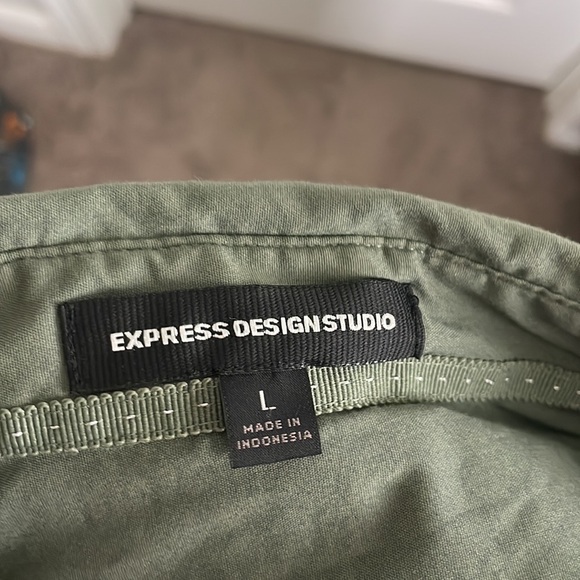 EXPRESS DESIGN STUDIO
L
MADE IN
INDONESIA